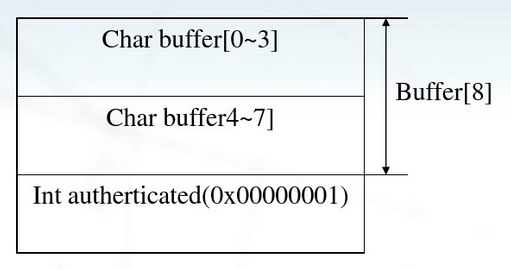 Char buffer[0~3]
Buffer[8]
Char buffer4~7]
Int autherticated(0x00000001)